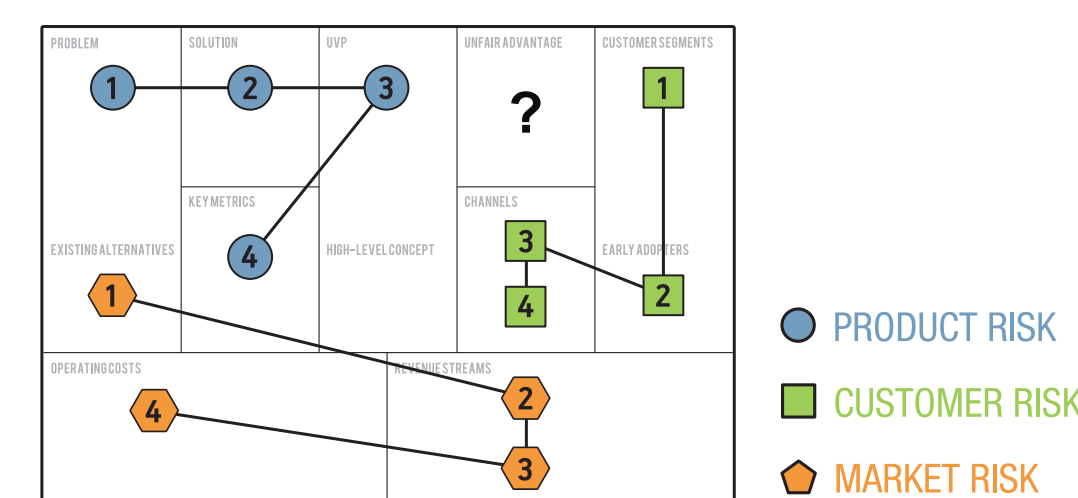 PROBLEM
SOLUTION
UVP
UNFAIR ADVANTAGE
CUSTOMER SEGMENTS
1
2
3
?
1
KEY METRICS
CHANNELS
EXISTING ALTERNATIVES
4
HIGH-LEVEL CONCEPT
3
EARLY ADOPTERS
1
4
2
OPERATING COSTS
REVENUE STREAMS
4
2
3
PRODUCT RISK
CUSTOMER RISK
MARKET RISK